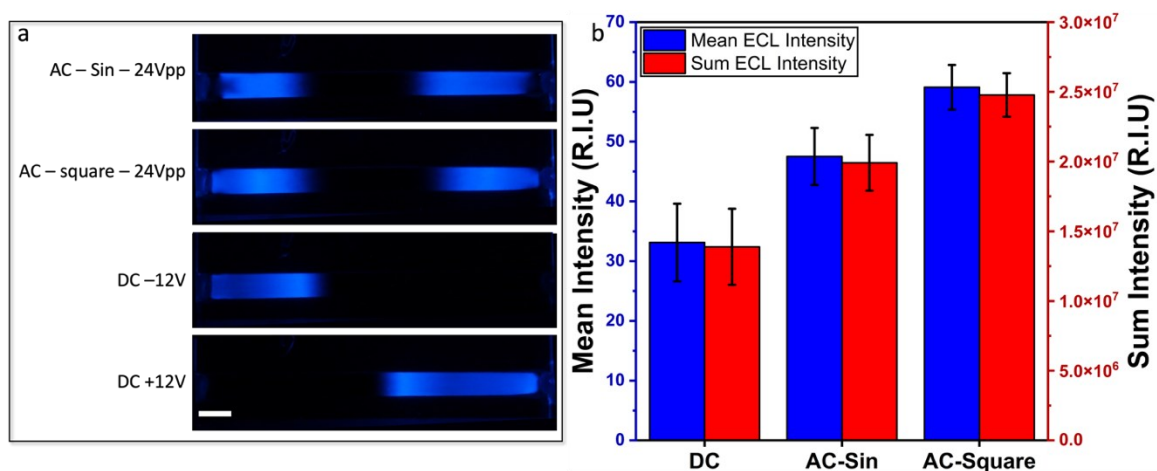 a
AC – Sin – 24Vpp
AC – square – 24Vpp
DC –12V
DC +12V
b
Mean ECL Intensity
Sum ECL Intensity
Mean Intensity (R.I.U)
70
60
50
40
30
20
10
0
DC
AC-Sin
AC-Square
3.0×10⁷
2.5×10⁷
2.0×10⁷
1.5×10⁷
1.0×10⁷
5.0×10⁶
0.0
Sum Intensity (R.I.U)